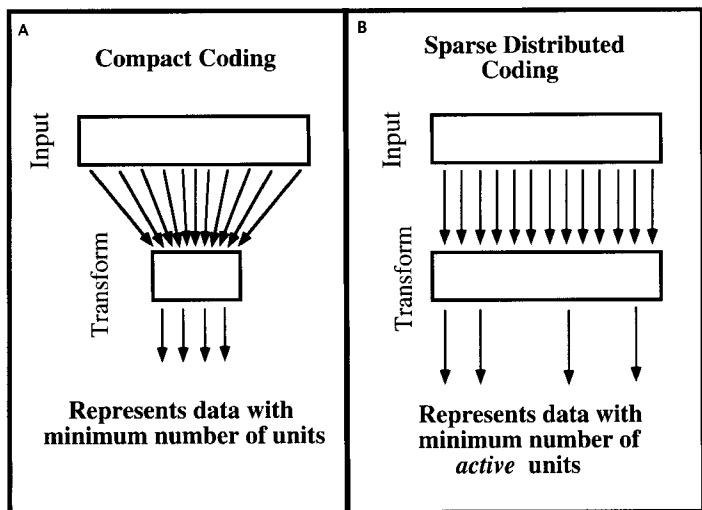 A
Compact Coding
Input
Transform
Represents data with
minimum number of units
B
Sparse Distributed
Coding
Input
Transform
Represents data with
minimum number of
active units